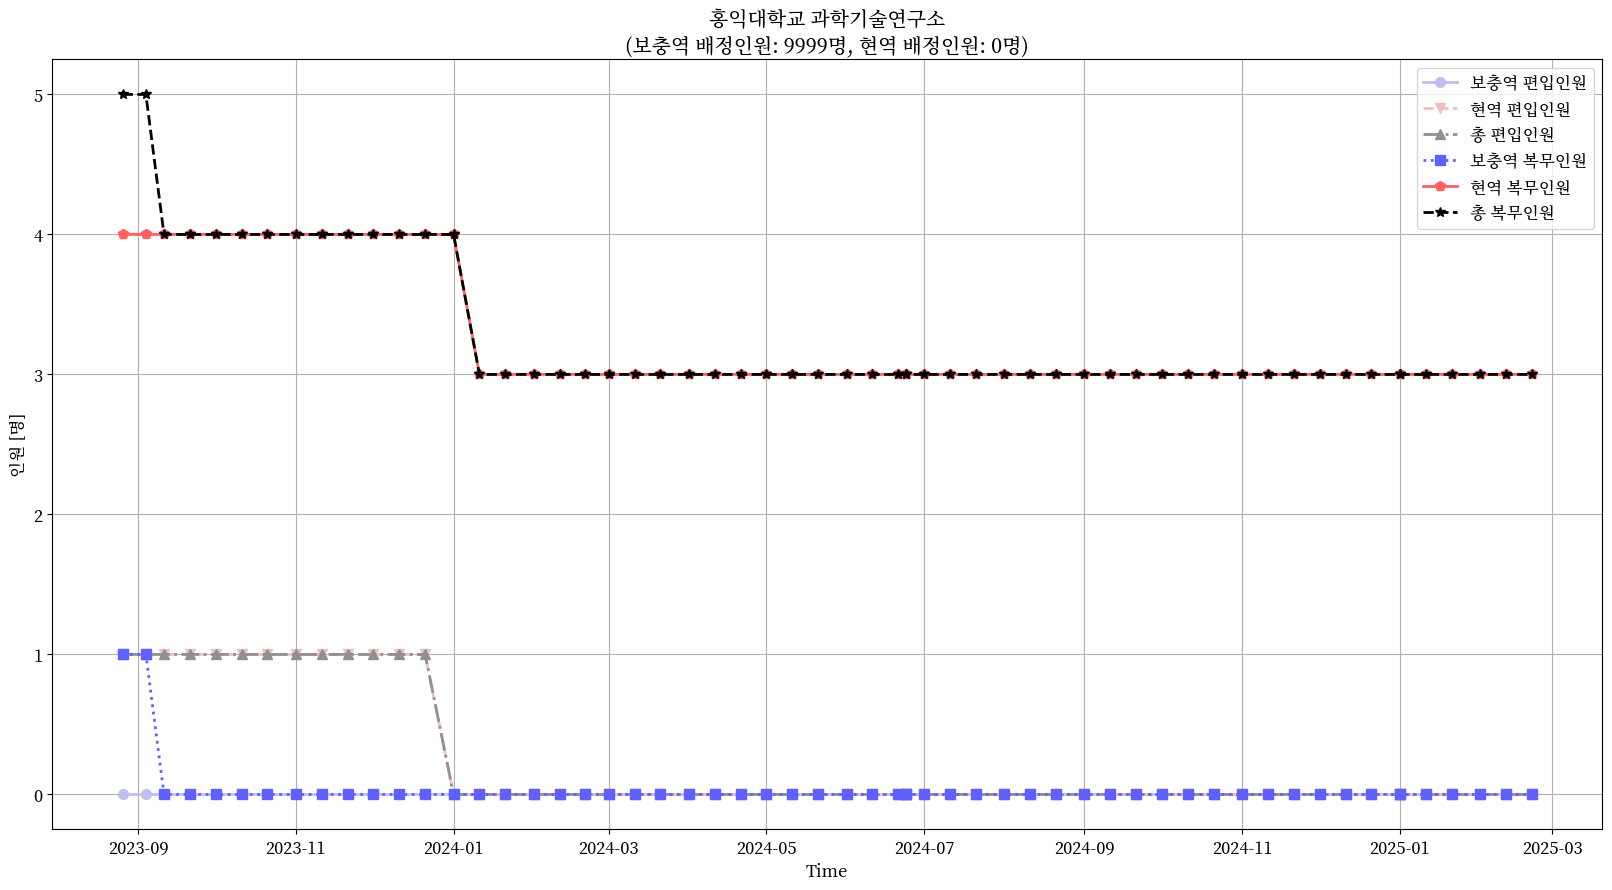 홍익대학교 과학기술연구소
(보충역 배정인원: 9999명, 현역 배정인원: 0명)
보충역 편입인원
현역 편입인원
총 편입인원
보충역 복무인원
현역 복무인원
총 복무인원
인원 [명]
5
4
3
2
1
0
2023-09
2023-11
2024-01
2024-03
2024-05
2024-07
2024-09
2024-11
2025-01
2025-03
Time